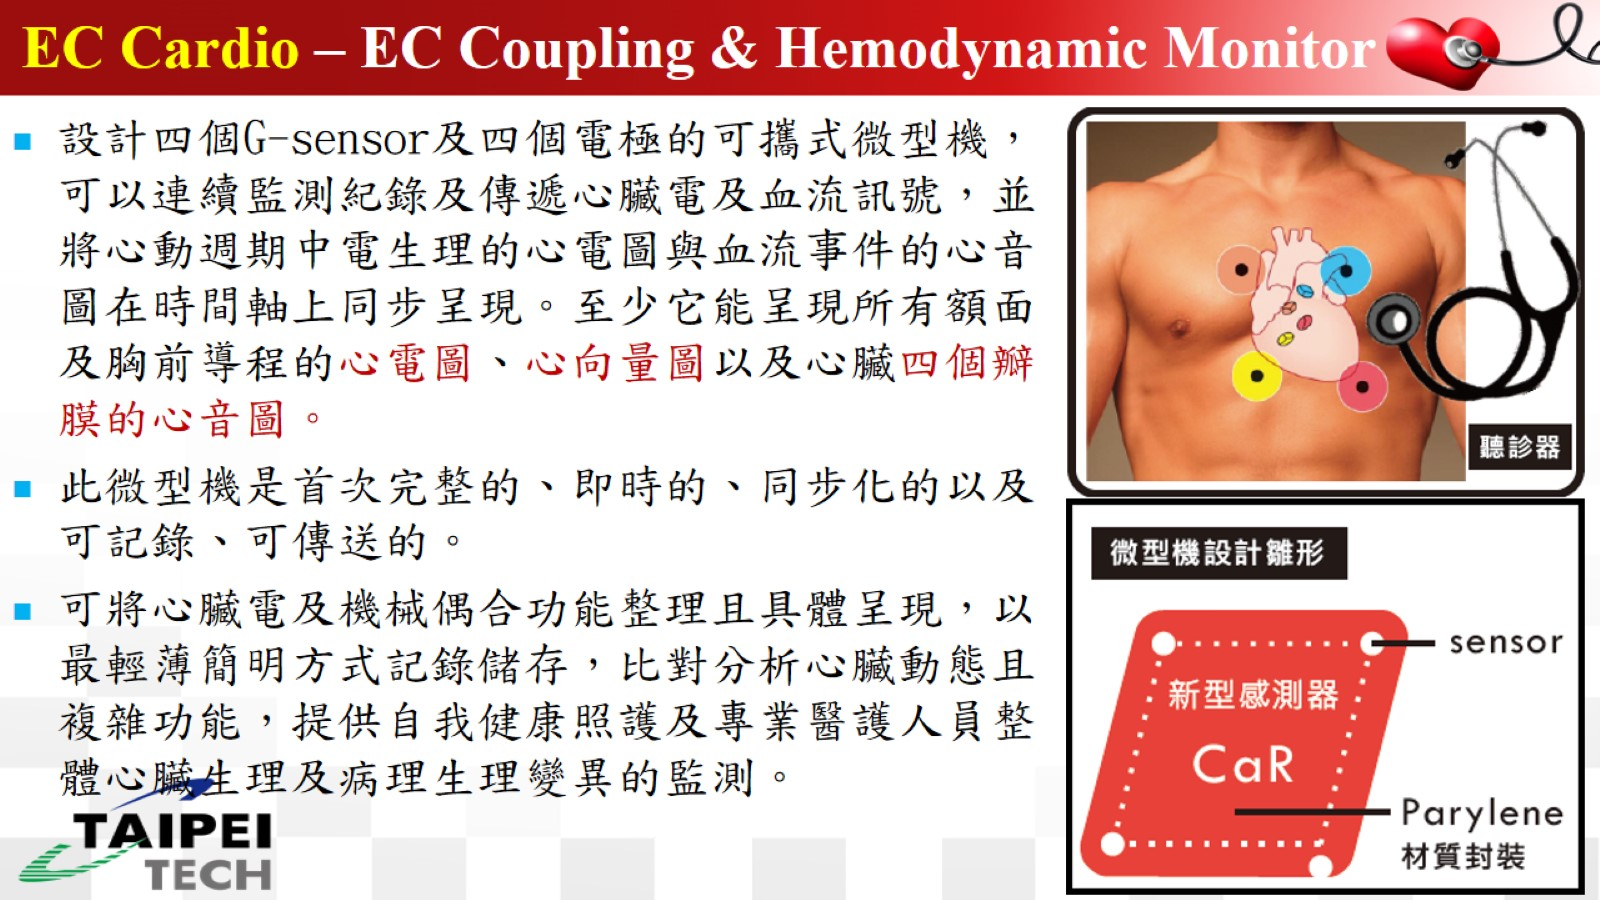 EC Cardio – EC Coupling & Hemodynamic Monitor
設計四個G-sensor及四個電極的可攜式微型機，
可以連續監測紀錄及傳遞心臟電及血流訊號，並
將心動週期中電生理的心電圖與血流事件的心音
圖在時間軸上同步呈現。至少它能呈現所有額面
及胸前導程的心電圖、心向量圖以及心臟四個瓣
膜的心音圖。
此微型機是首次完整的、即時的、同步化的以及
可記錄、可傳送的。
可將心臟電及機械偶合功能整理且具體呈現，以
最輕薄簡明方式記錄儲存，比對分析心臟動態且
複雜功能，提供自我健康照護及專業醫護人員整
體心臟生理及病理生理變異的監測。
TAIPEI
TECH
聽診器
微型機設計雛形
sensor
新型感測器
CaR
Parylene
材質封裝